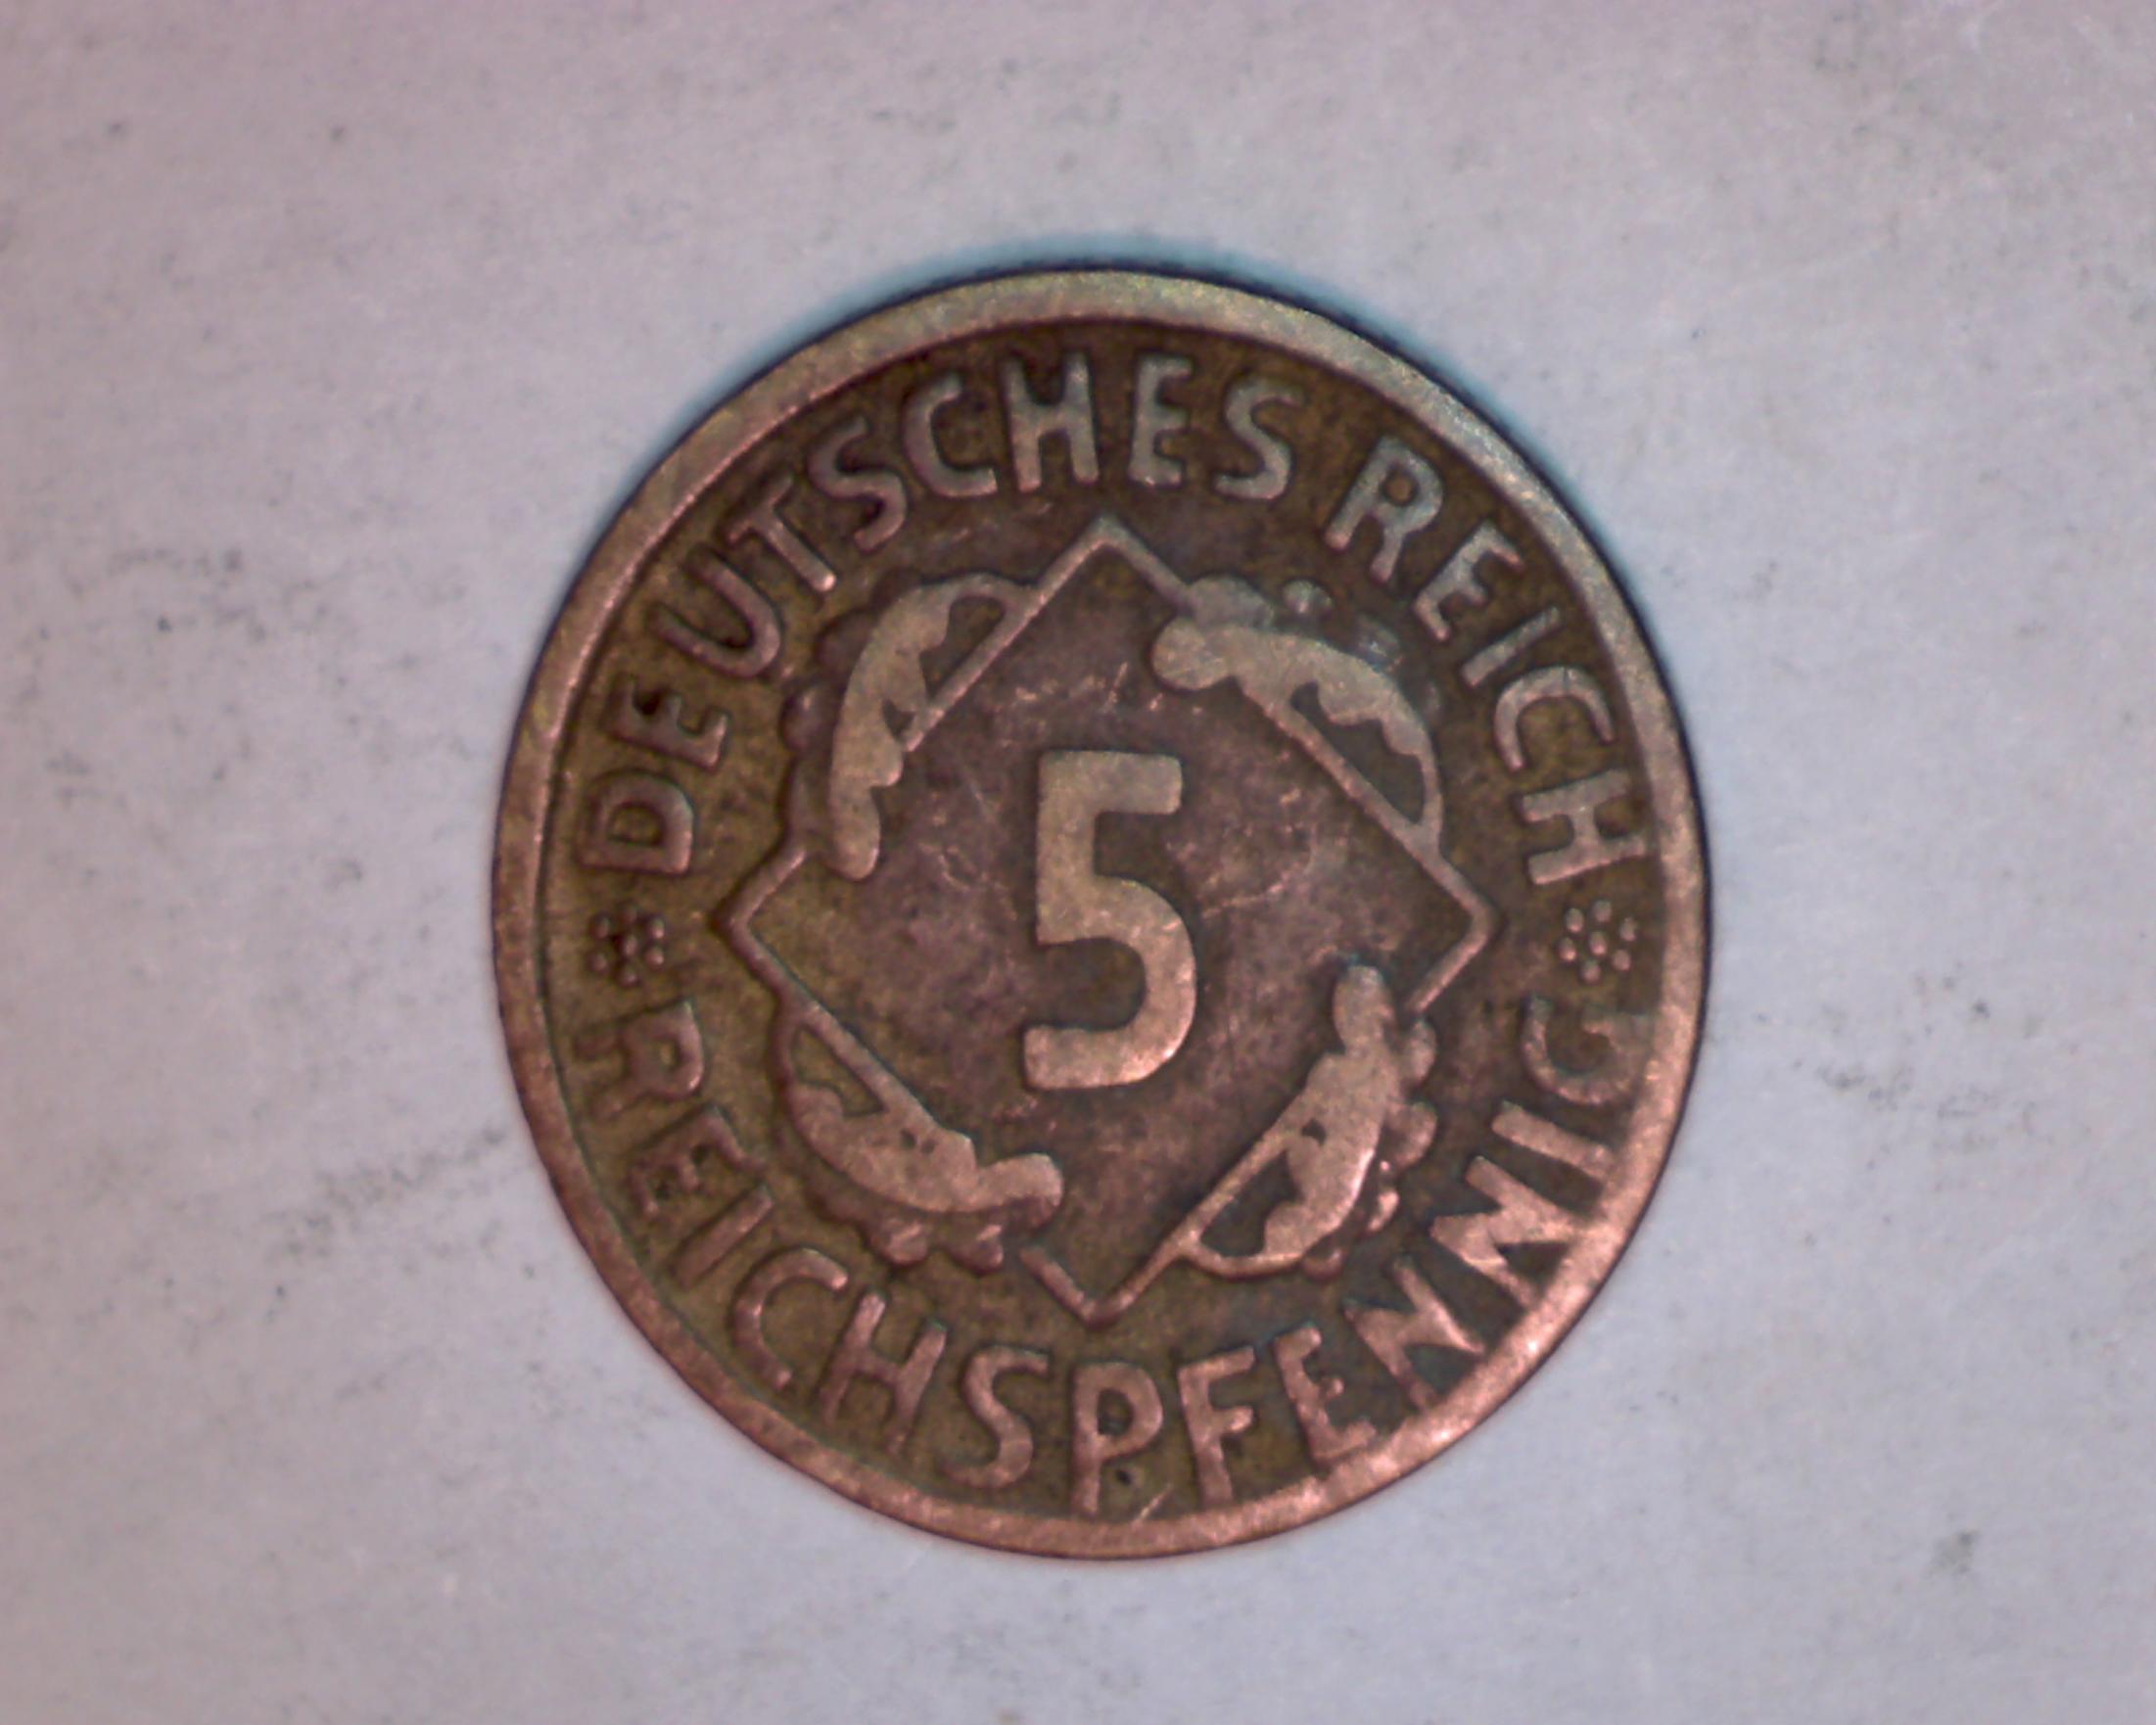 DEUTSCHES REICH
5
REICHSPFENNIG